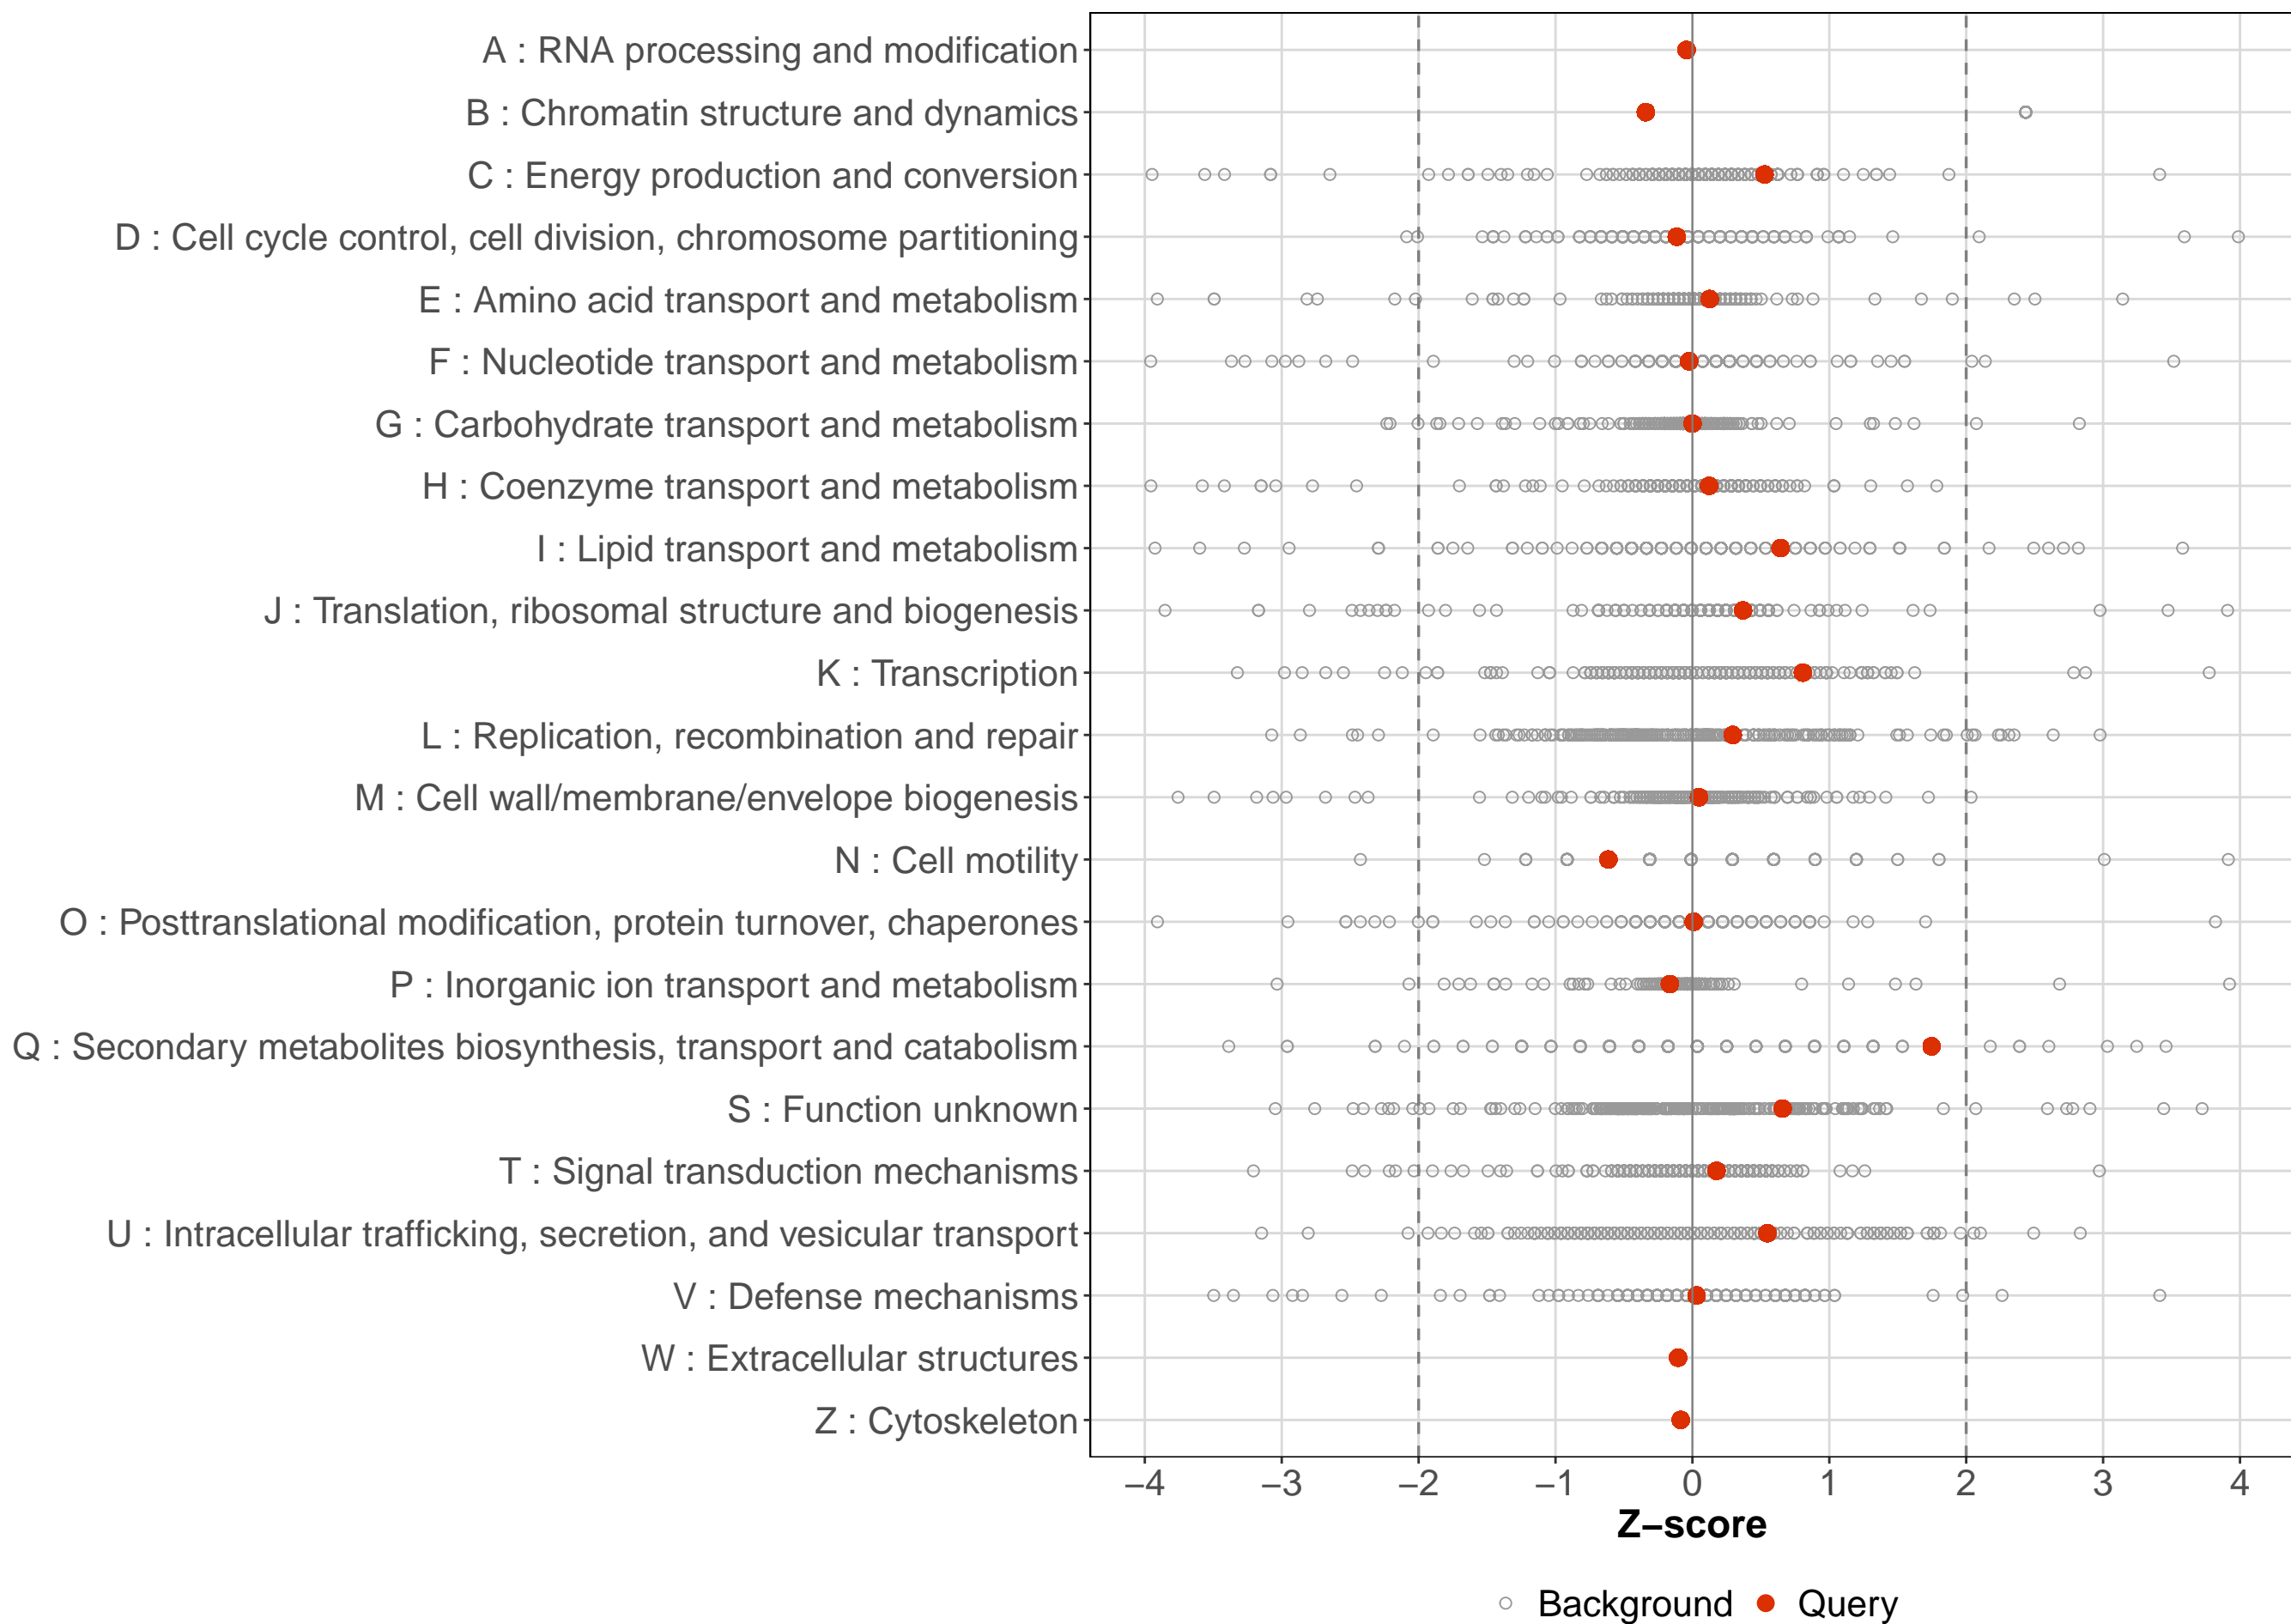 A : RNA processing and modification
B : Chromatin structure and dynamics
C : Energy production and conversion
D : Cell cycle control, cell division, chromosome partitioning
E : Amino acid transport and metabolism
F : Nucleotide transport and metabolism
G : Carbohydrate transport and metabolism
H : Coenzyme transport and metabolism
I : Lipid transport and metabolism
J : Translation, ribosomal structure and biogenesis
K : Transcription
L : Replication, recombination and repair
M : Cell wall/membrane/envelope biogenesis
N : Cell motility
O : Posttranslational modification, protein turnover, chaperones
P : Inorganic ion transport and metabolism
Q : Secondary metabolites biosynthesis, transport and catabolism
S : Function unknown
T : Signal transduction mechanisms
U : Intracellular trafficking, secretion, and vesicular transport
V : Defense mechanisms
W : Extracellular structures
Z : Cytoskeleton
−4 −3 −2 −1 0 1 2 3 4
Z−score
Background Query